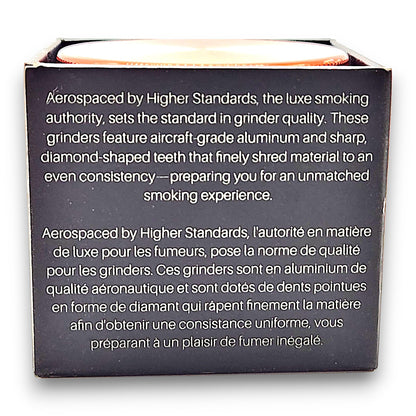 Aerospaced by Higher Standards, the luxe smoking
authority, sets the standard in grinder quality. These
grinders feature aircraft-grade aluminum and sharp,
diamond-shaped teeth that finely shred material to an
even consistency—preparing you for an unmatched
smoking experience.
Aerospaced by Higher Standards, l'autorité en matière
de luxe pour les fumeurs, pose la norme de qualité
pour les grinders. Ces grinders sont en aluminium de
qualité aéronautique et sont dotés de dents pointues
en forme de diamant qui râpent finement la matière
afin d'obtenir une consistance uniforme, vous
préparant à un plaisir de fumer inégalé.